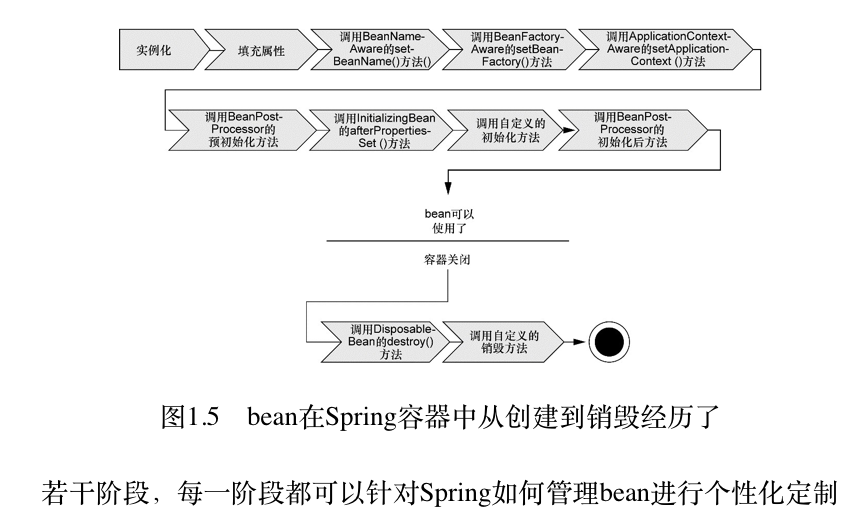 实例化
填充属性
调用BeanName-
Aware的set-
BeanName()方法()
调用BeanFactory-
Aware的setBean-
Factory()方法
调用ApplicationContext-
Aware的setApplication-
Context ()方法
调用BeanPost-
Processor的
预初始化方法
调用InitializingBean
的afterProperties-
Set ()方法
调用自定义的
初始化方法
调用BeanPost-
Processor的
初始化后方法
bean可以
使用了
容器关闭
调用Disposable-
Bean的destroy()
方法
调用自定义的
销毁方法
图1.5 bean在Spring容器中从创建到销毁经历了
若干阶段，每一阶段都可以针对Spring如何管理bean进行个性化定制